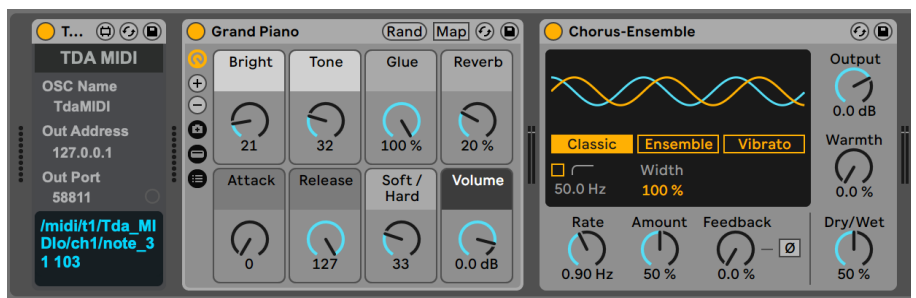 T...
TDA MIDI
OSC Name
TdaMIDI
Out Address
127.0.0.1
Out Port
58811
/midi/t1/Tda_MI
DIo/ch1/note_3
1 103
Grand Piano
Rand
Map
Bright
Tone
Glue
Reverb
21
32
100 %
20 %
Attack
Release
Soft /
Hard
Volume
0
127
33
0.0 dB
Chorus-Ensemble
Classic
Ensemble
Vibrato
50.0 Hz
Width
100 %
Output
0.0 dB
Warmth
0.0 %
Rate
Amount
Feedback
Dry/Wet
Ø
0.90 Hz
50 %
0.0 %
50 %